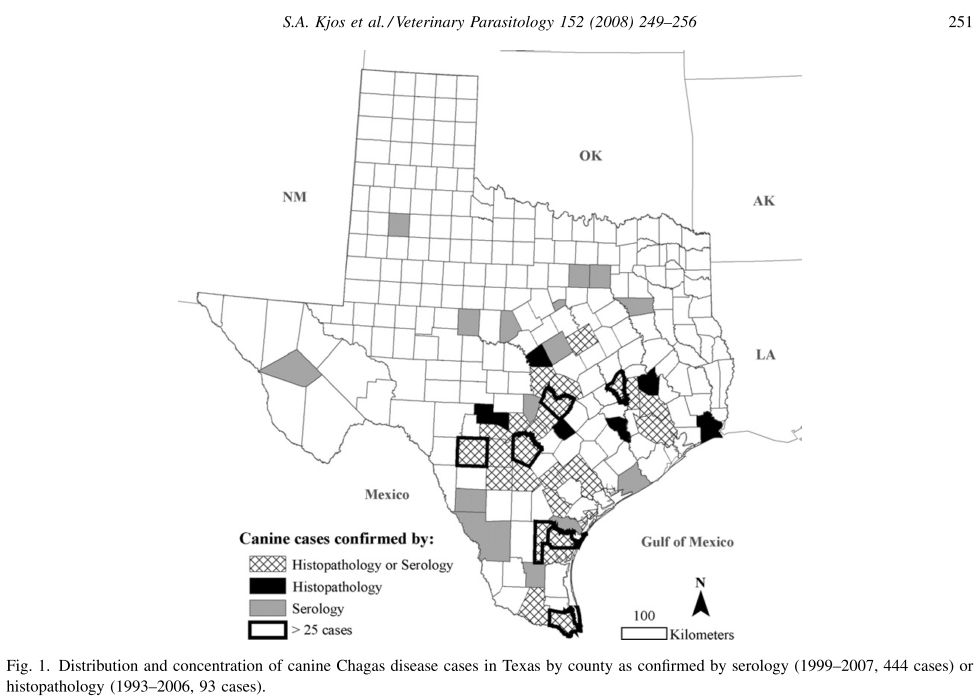 S.A. Kjos et al. / Veterinary Parasitology 152 (2008) 249–256
251
OK
NM
AK
LA
Mexico
Gulf of Mexico
Canine cases confirmed by:
Histopathology or Serology
Histopathology
Serology
> 25 cases
N
100
Kilometers
Fig. 1. Distribution and concentration of canine Chagas disease cases in Texas by county as confirmed by serology (1999–2007, 444 cases) or
histopathology (1993–2006, 93 cases).